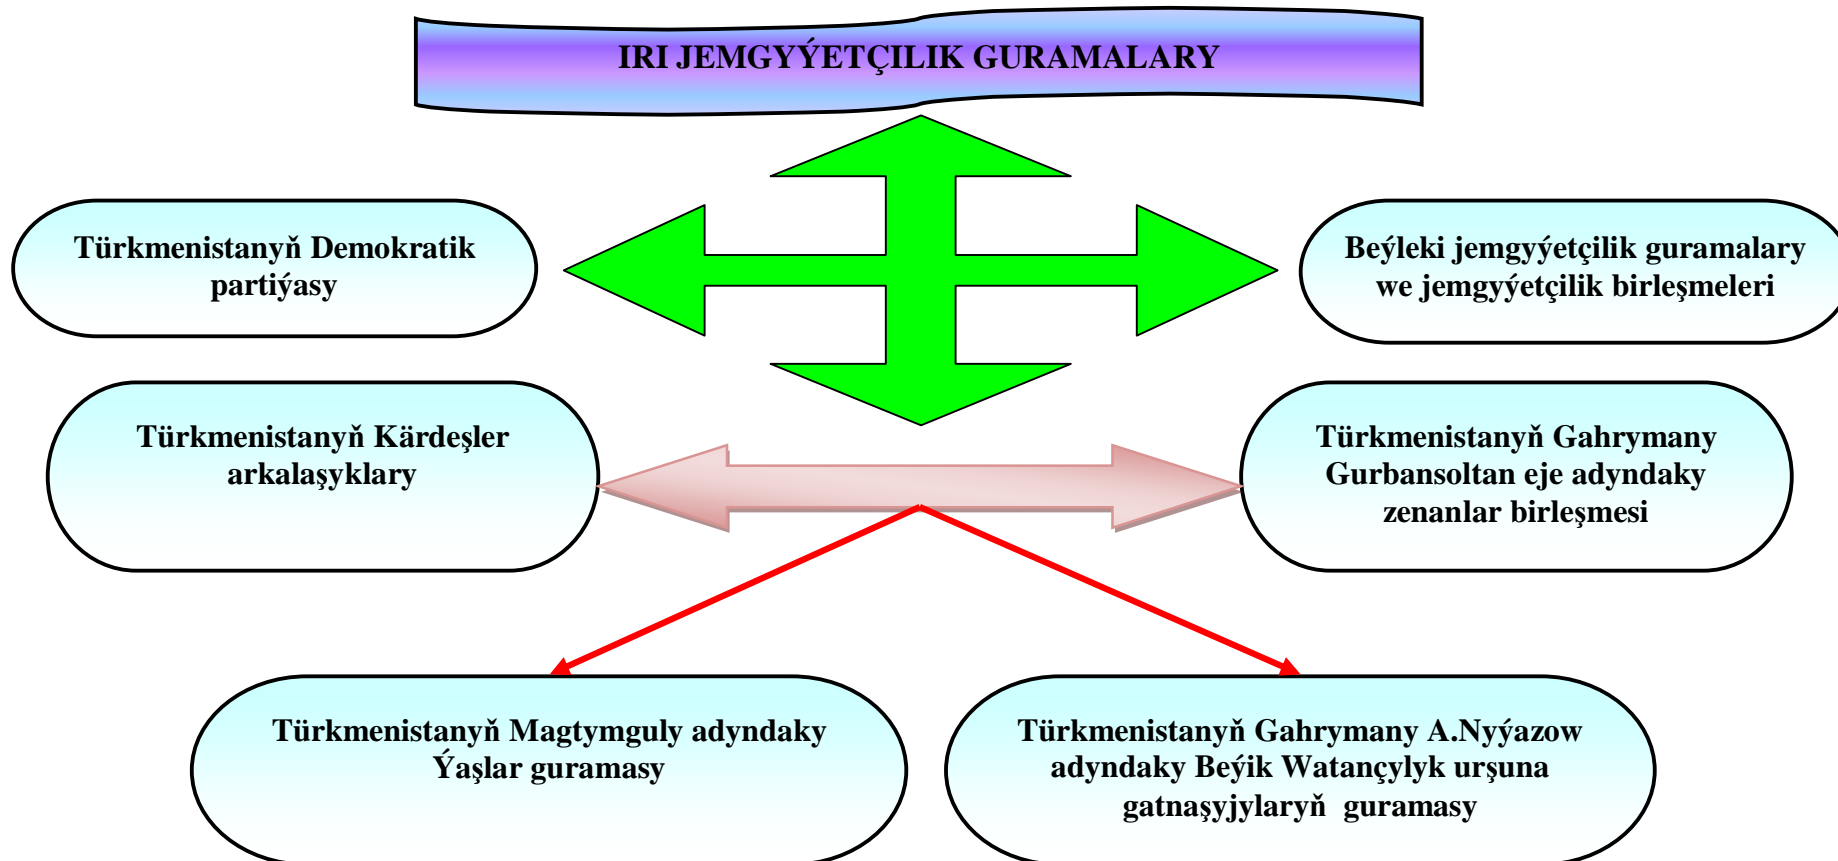 IRI JEMGYÝETÇILIK GURAMALARY
Türkmenistanyň Demokratik
partiýasy
Beýleki jemgyýetçilik guramalary
we jemgyýetçilik birleşmeleri
Türkmenistanyň Kärdeşler
arkalaşyklary
Türkmenistanyň Gahrymany
Gurbansoltan eje adyndaky
zenanlar birleşmesi
Türkmenistanyň Magtymguly adyndaky
Ýaşlar guramasy
Türkmenistanyň Gahrymany A.Nyýazow
adyndaky Beýik Watançylyk urşuna
gatnaşyjylaryň guramasy